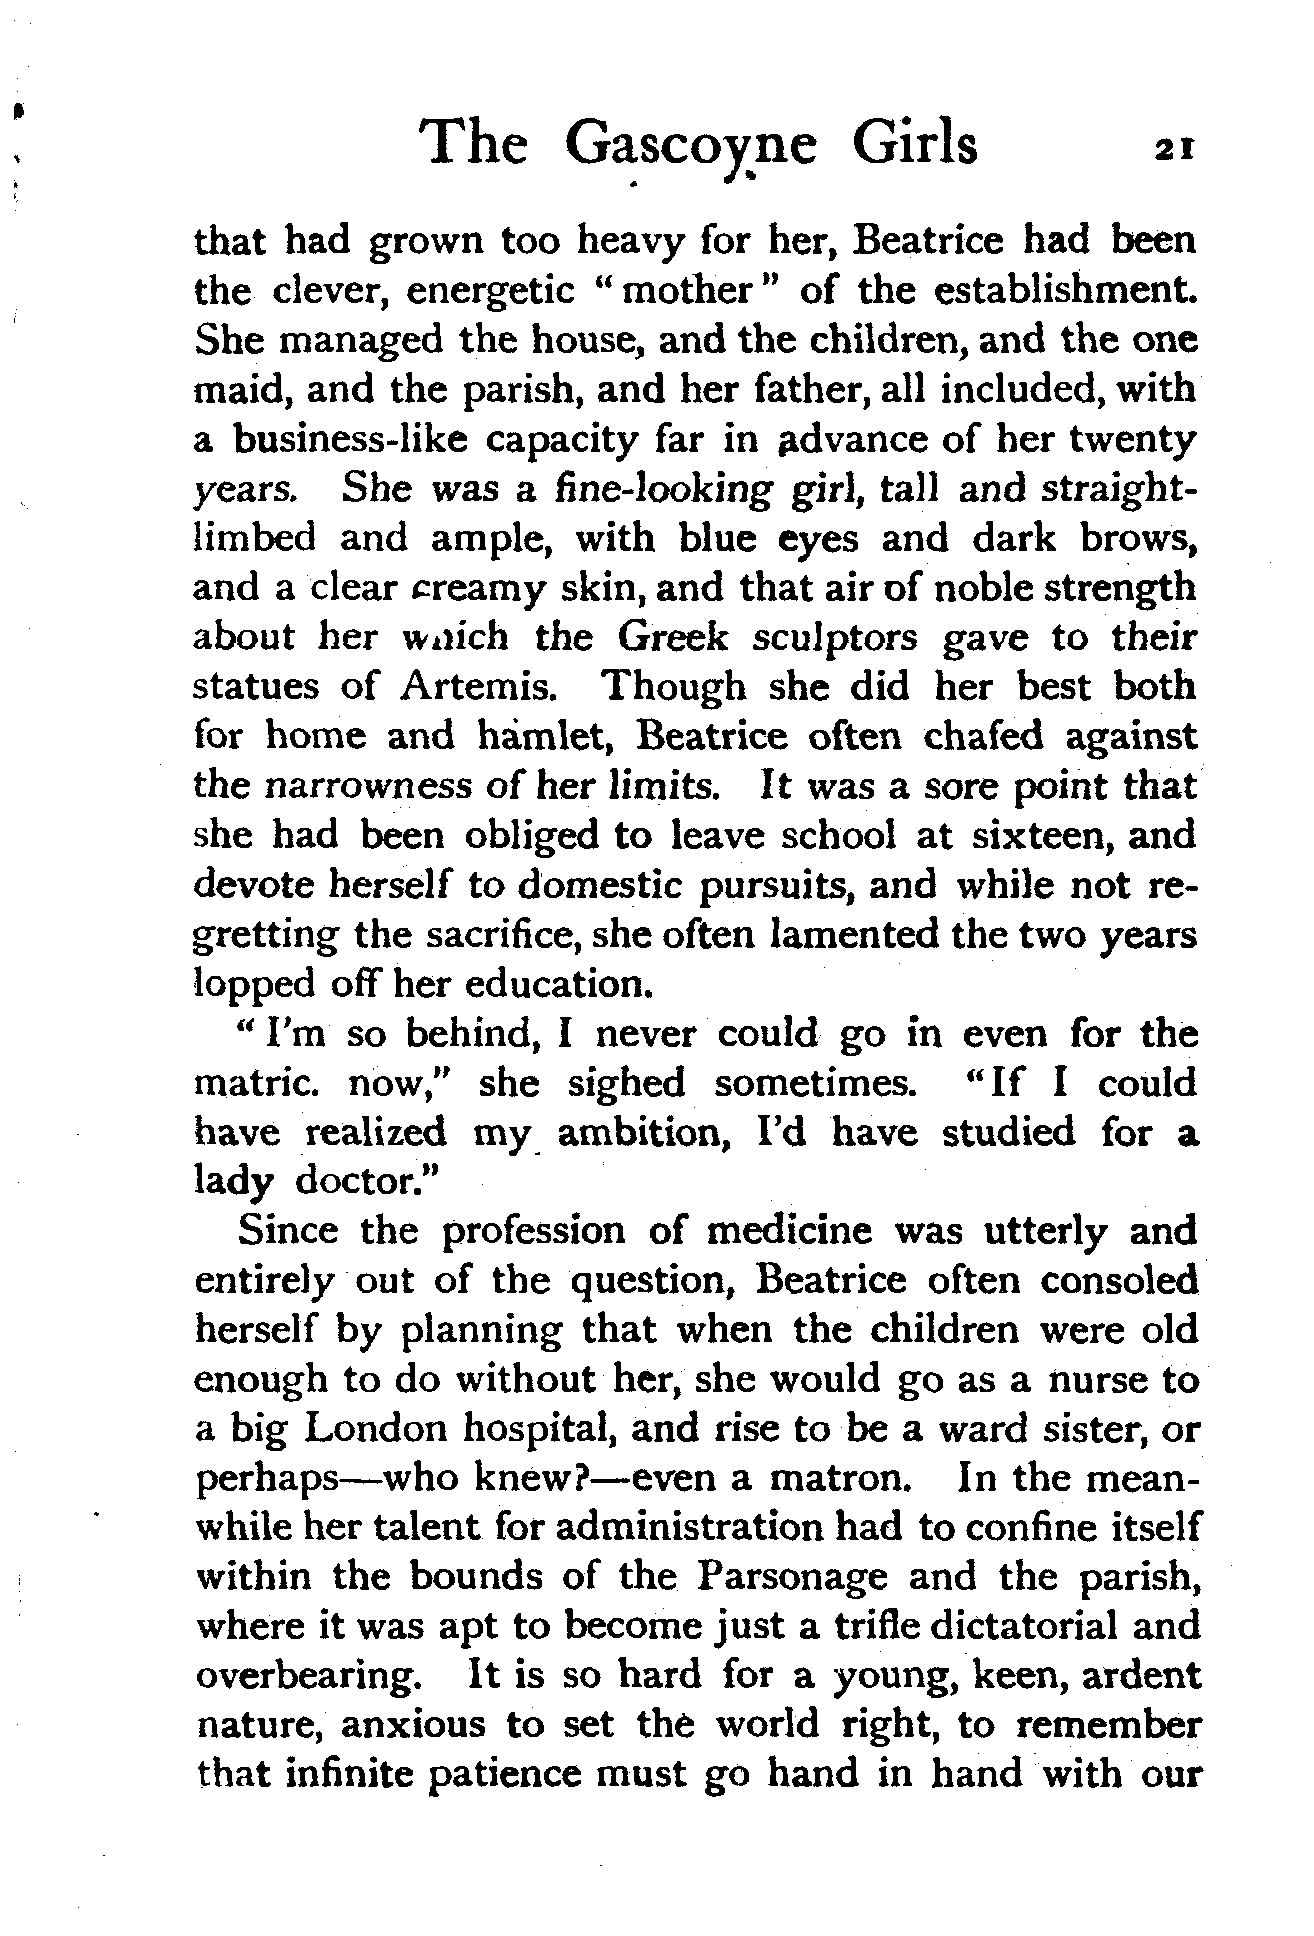 The Gascoyne Girls 21
that had grown too heavy for her, Beatrice had been
the clever, energetic “mother” of the establishment.
She managed the house, and the children, and the one
maid, and the parish, and her father, all included, with
a business-like capacity far in advance of her twenty
years. She was a fine-looking girl, tall and straight-
limbed and ample, with blue eyes and dark brows,
and a clear creamy skin, and that air of noble strength
about her which the Greek sculptors gave to their
statues of Artemis. Though she did her best both
for home and hamlet, Beatrice often chafed against
the narrowness of her limits. It was a sore point that
she had been obliged to leave school at sixteen, and
devote herself to domestic pursuits, and while not re-
gretting the sacrifice, she often lamented the two years
lopped off her education.
“I'm so behind, I never could go in even for the
matric. now,” she sighed sometimes. “If I could
have realized my ambition, I'd have studied for a
lady doctor.”
Since the profession of medicine was utterly and
entirely out of the question, Beatrice often consoled
herself by planning that when the children were old
enough to do without her, she would go as a nurse to
a big London hospital, and rise to be a ward sister, or
perhaps—who knew?—even a matron. In the mean-
while her talent for administration had to confine itself
within the bounds of the Parsonage and the parish,
where it was apt to become just a trifle dictatorial and
overbearing. It is so hard for a young, keen, ardent
nature, anxious to set the world right, to remember
that infinite patience must go hand in hand with our